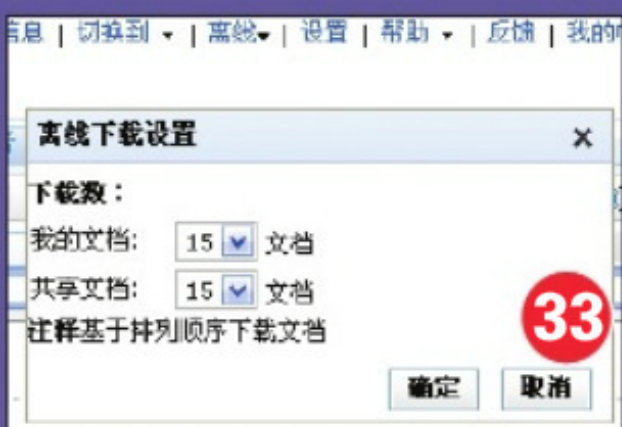 信息 | 切换到 | 离线 | 设置 | 帮助 | 反馈 | 我的
离线下载设置
下载数：
我的文档: 15 文档
共享文档: 15 文档
注释基于排列顺序下载文档
33
确定 取消